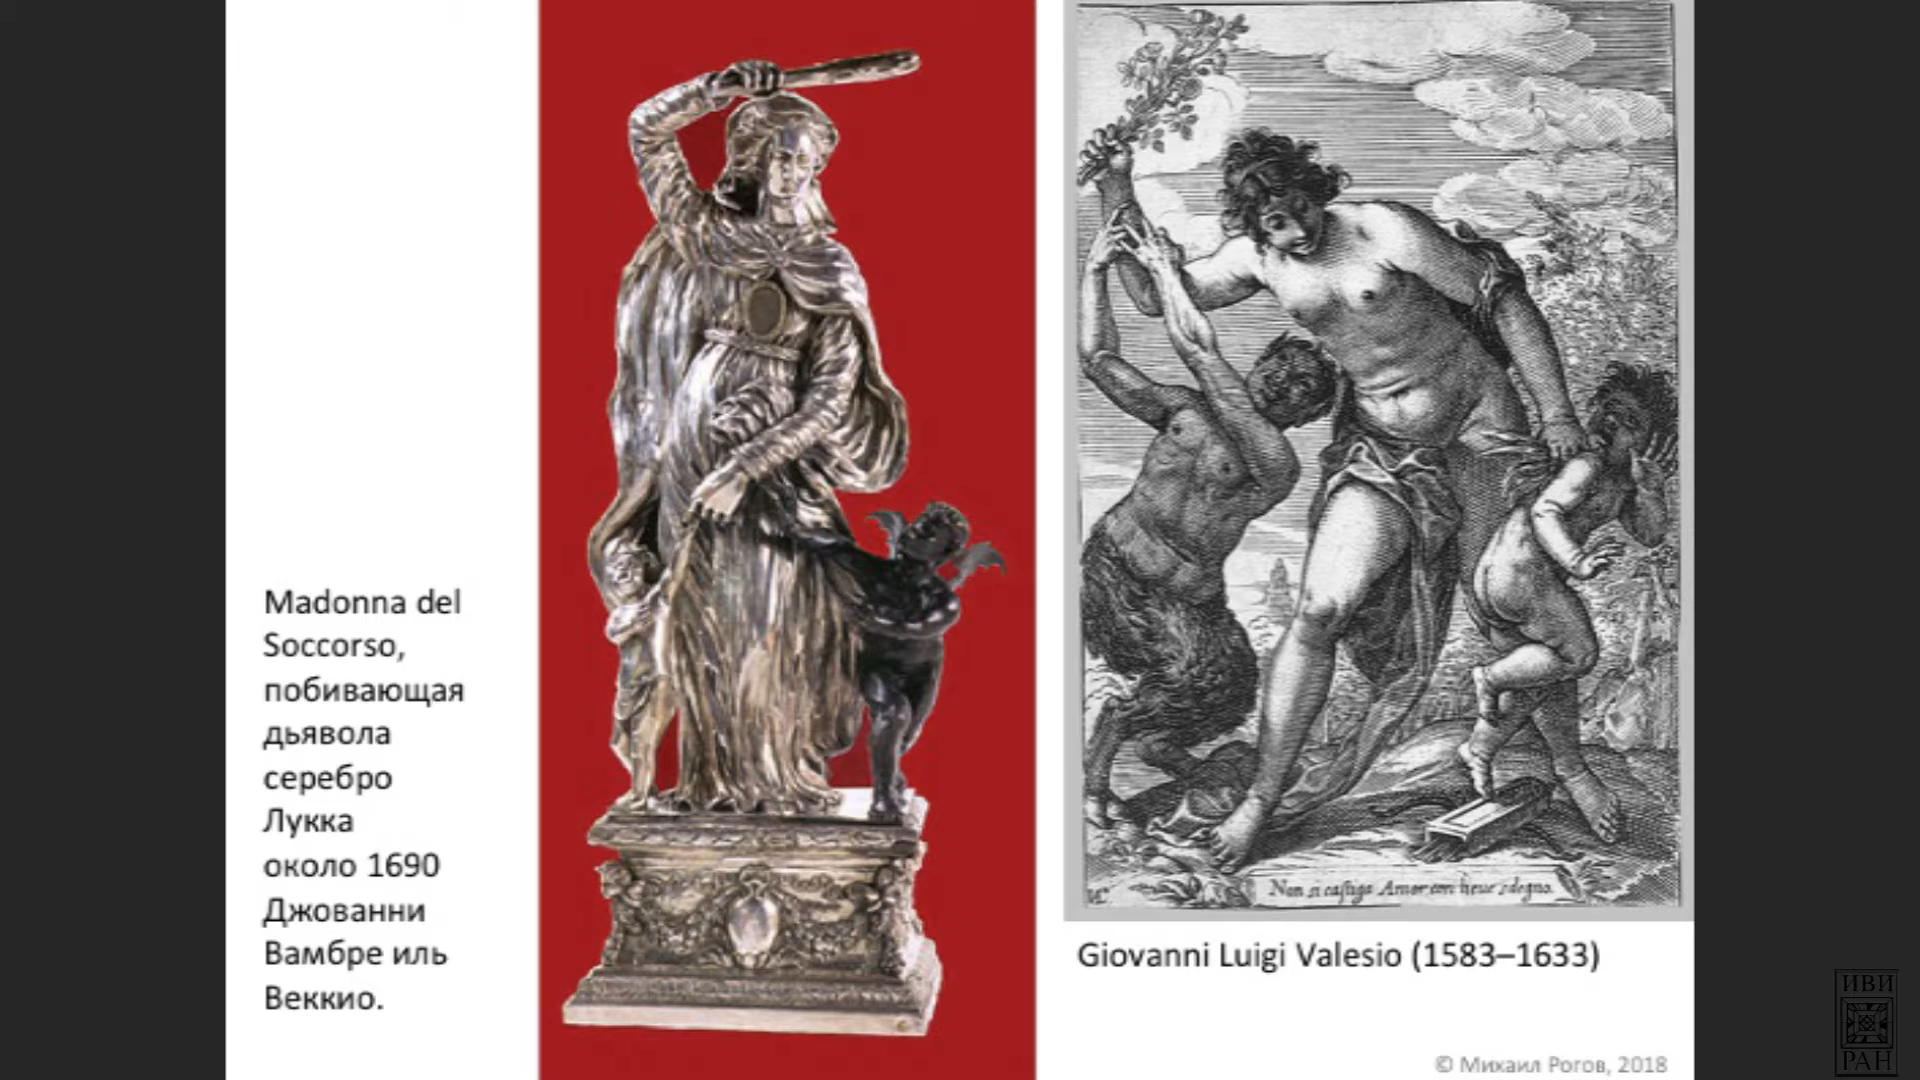 Madonna del
Soccorso,
побивающая
дьявола
серебро
Лукка
около 1690
Джованни
Вамбре иль
Веккио.
Non si castiga Amor con lieue sdegno.
Giovanni Luigi Valesio (1583–1633)
© Михаил Рогов, 2018
ИВИ
РАН